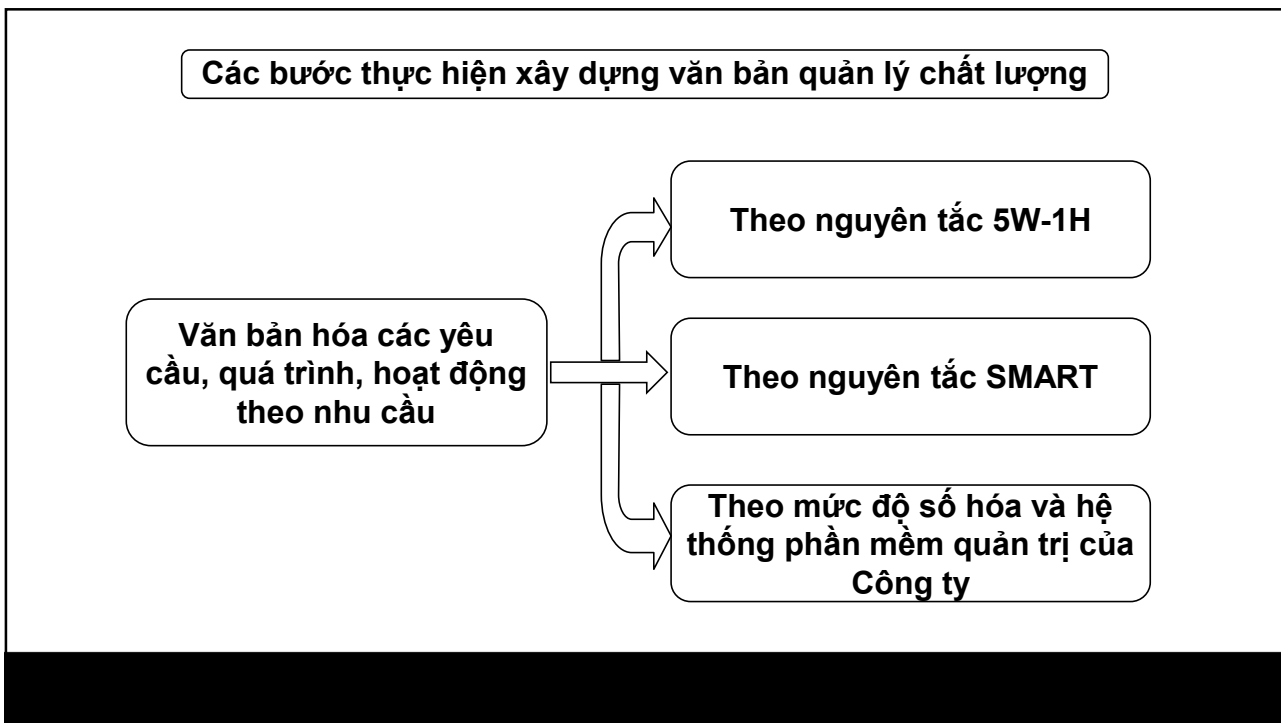 Các bước thực hiện xây dựng văn bản quản lý chất lượng
Theo nguyên tắc 5W-1H
Văn bản hóa các yêu
cầu, quá trình, hoạt động
theo nhu cầu
Theo nguyên tắc SMART
Theo mức độ số hóa và hệ
thống phần mềm quản trị của
Công ty